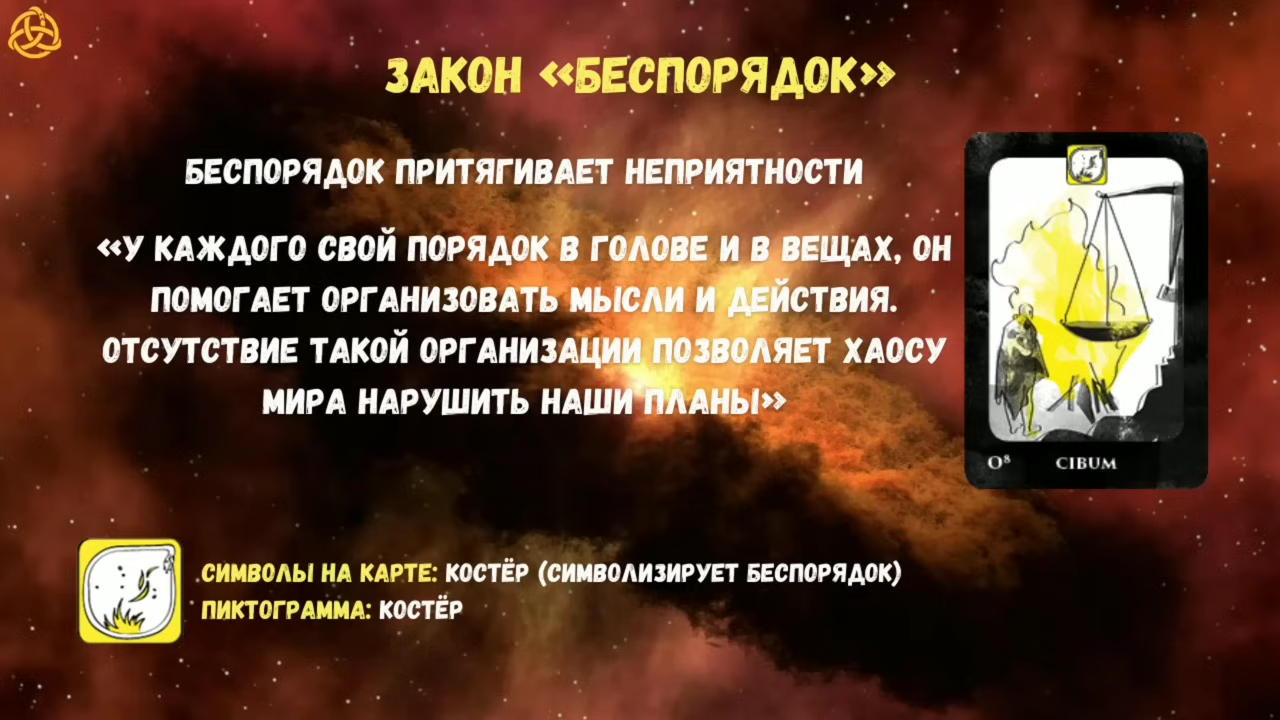 ЗАКОН «БЕСПОРЯДОК»
БЕСПОРЯДОК ПРИТЯГИВАЕТ НЕПРИЯТНОСТИ
«У КАЖДОГО СВОЙ ПОРЯДОК В ГОЛОВЕ И В ВЕЩАХ, ОН
ПОМОГАЕТ ОРГАНИЗОВАТЬ МЫСЛИ И ДЕЙСТВИЯ.
ОТСУТСТВИЕ ТАКОЙ ОРГАНИЗАЦИИ ПОЗВОЛЯЕТ ХАОСУ
МИРА НАРУШИТЬ НАШИ ПЛАНЫ»
O⁸ CIBUM
СИМВОЛЫ НА КАРТЕ: КОСТЁР (СИМВОЛИЗИРУЕТ БЕСПОРЯДОК)
ПИКТОГРАММА: КОСТЁР